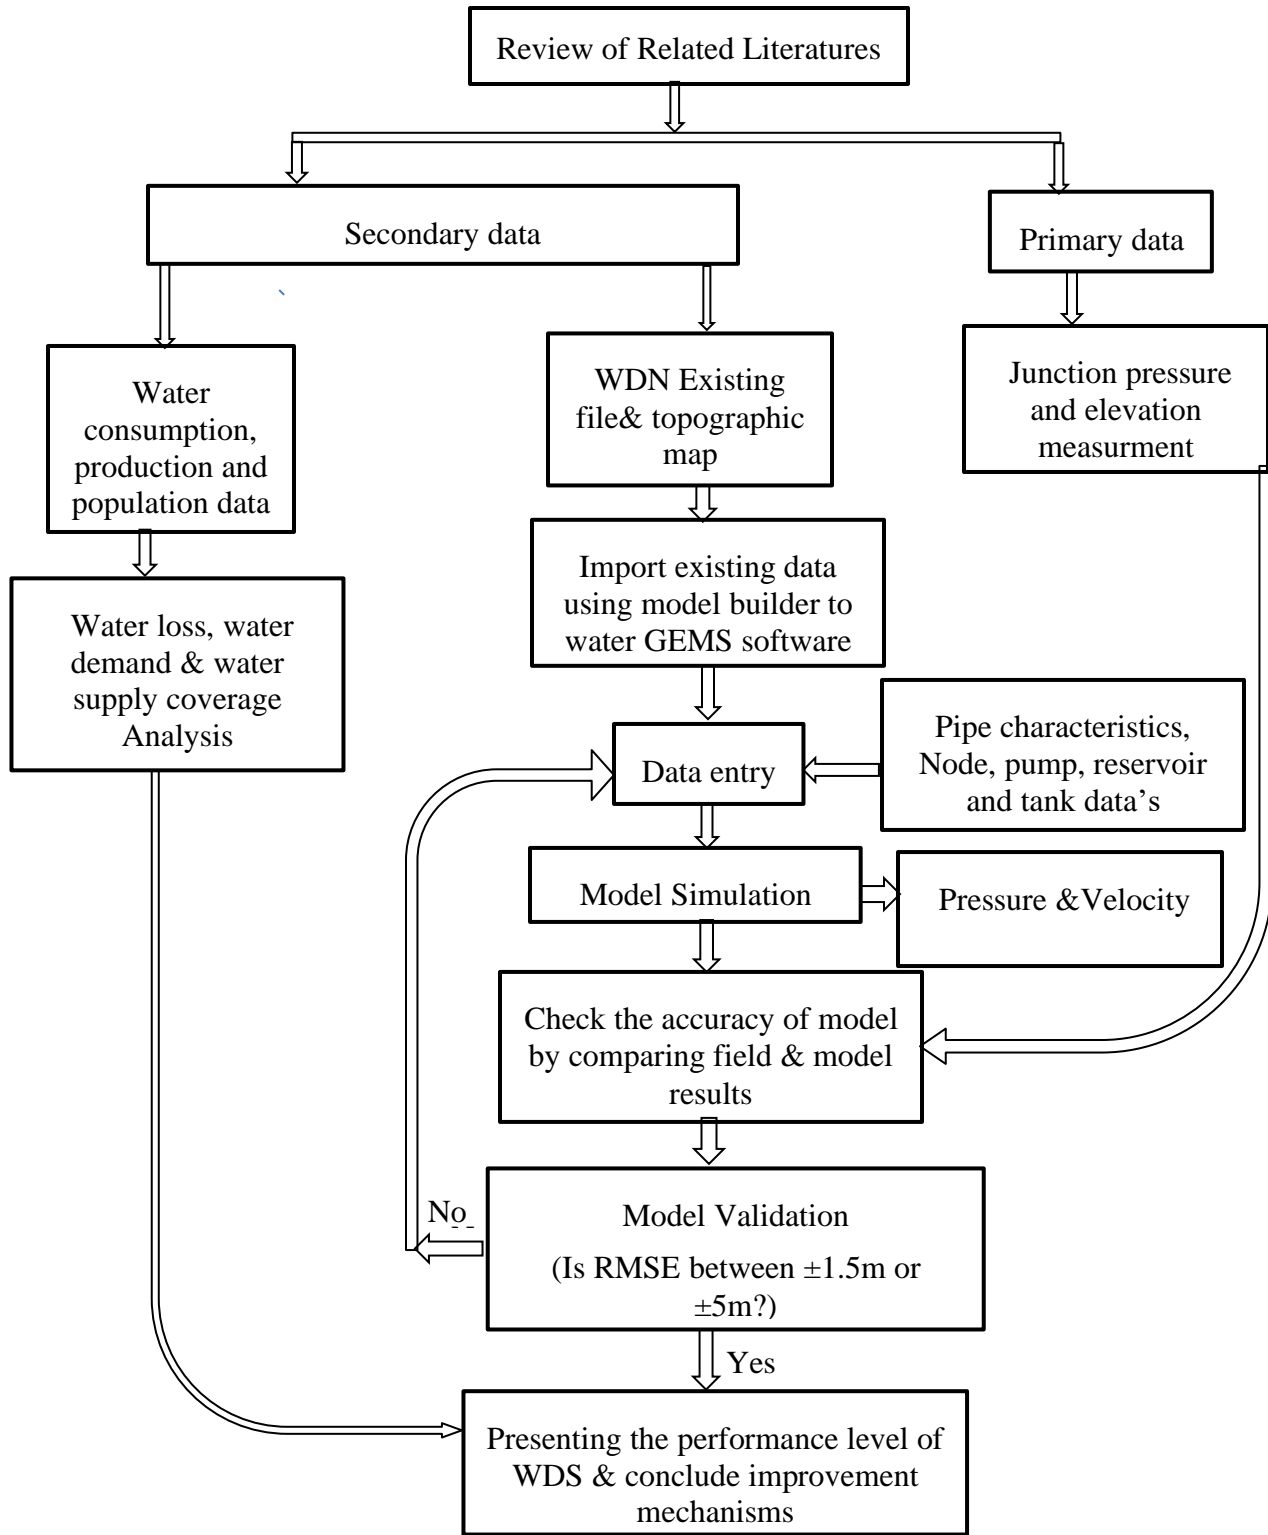 Review of Related Literatures
Secondary data
Primary data
Water
consumption,
production and
population data
WDN Existing
file& topographic
map
Junction pressure
and elevation
measurment
Water loss, water
demand & water
supply coverage
Analysis
Import existing data
using model builder to
water GEMS software
Data entry
Pipe characteristics,
Node, pump, reservoir
and tank data’s
Model Simulation
Pressure &Velocity
Check the accuracy of model
by comparing field & model
results
No
Model Validation
(Is RMSE between ±1.5m or
±5m?)
Yes
Presenting the performance level of
WDS & conclude improvement
mechanisms